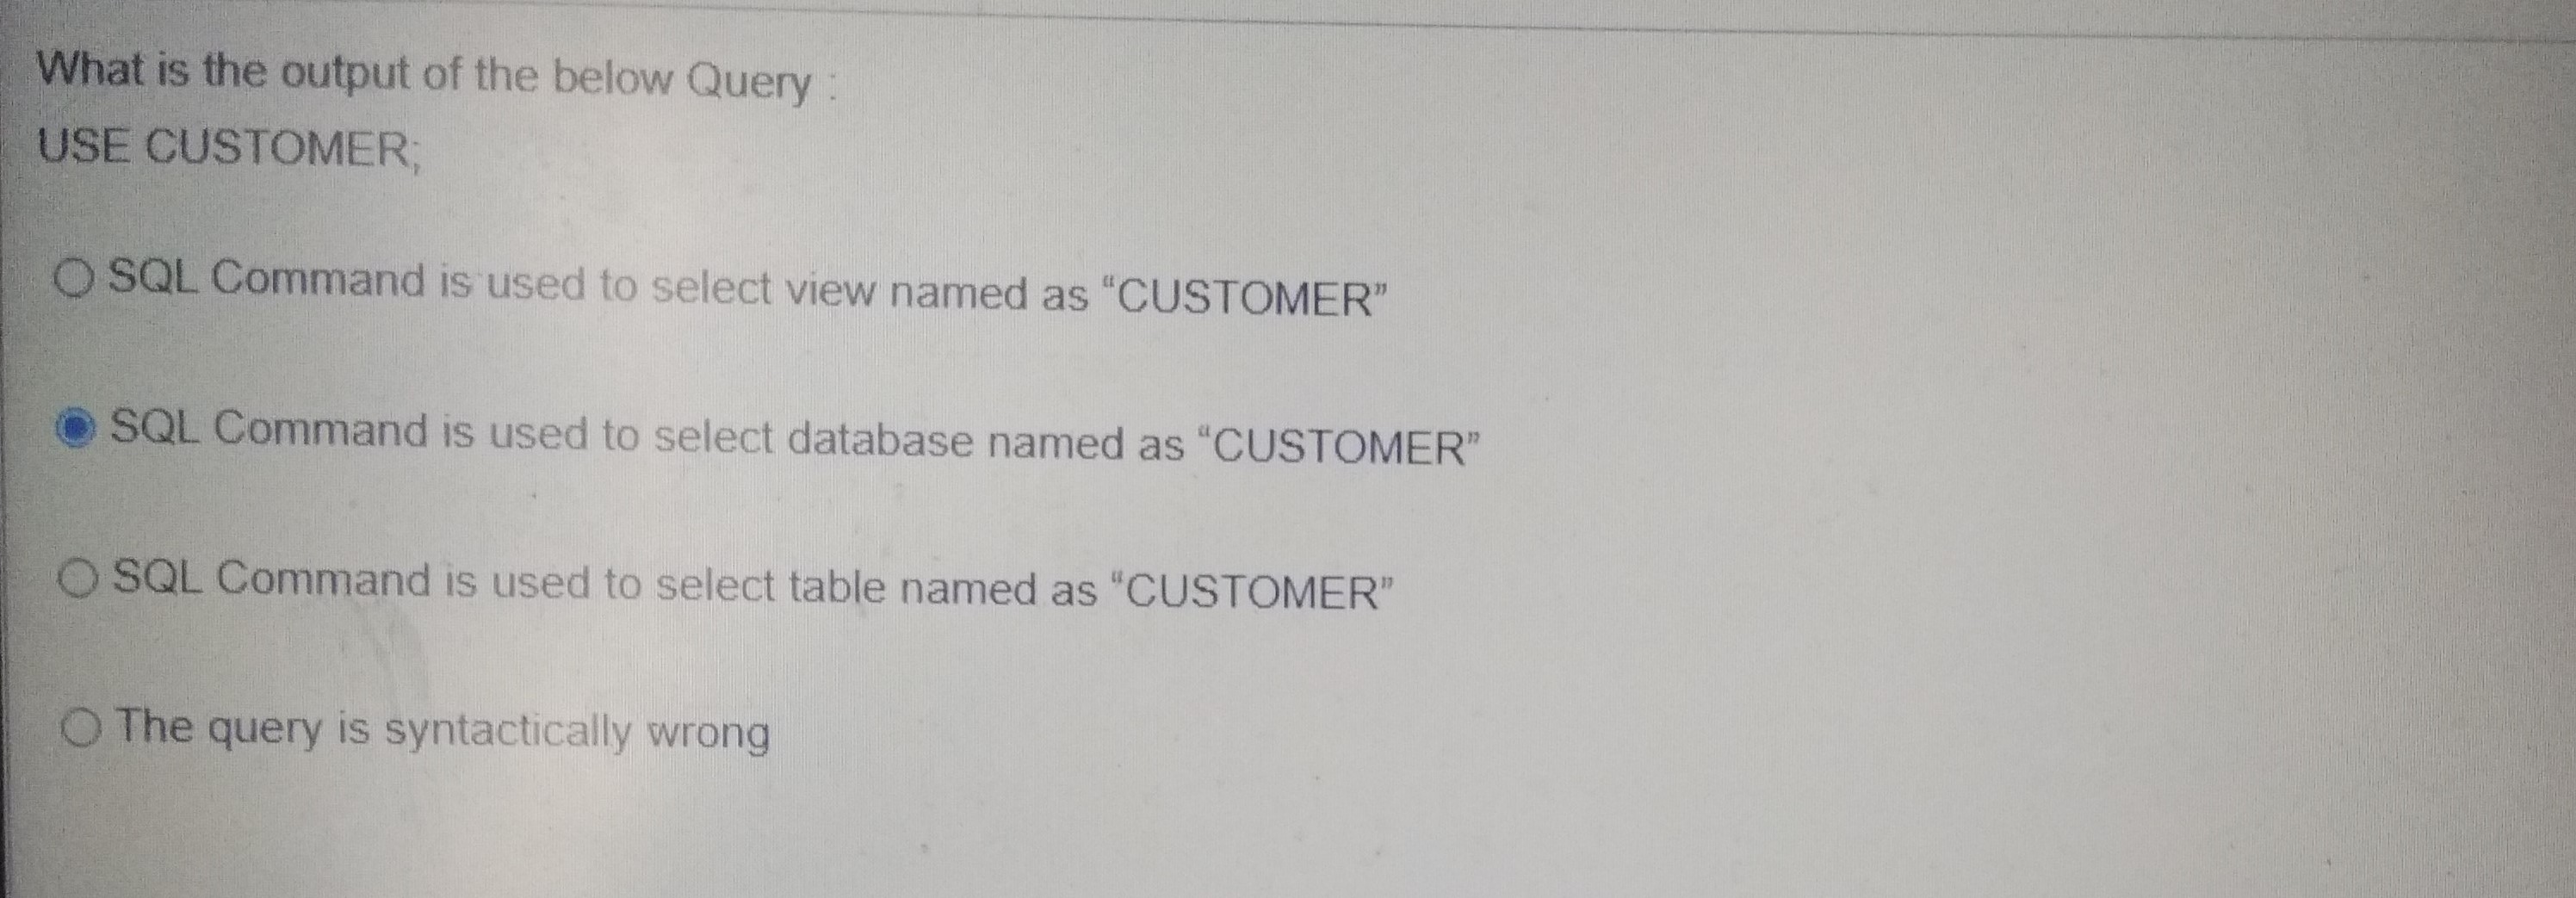 What is the output of the below Query :
USE CUSTOMER;
SQL Command is used to select view named as “CUSTOMER”
SQL Command is used to select database named as “CUSTOMER”
SQL Command is used to select table named as “CUSTOMER”
The query is syntactically wrong